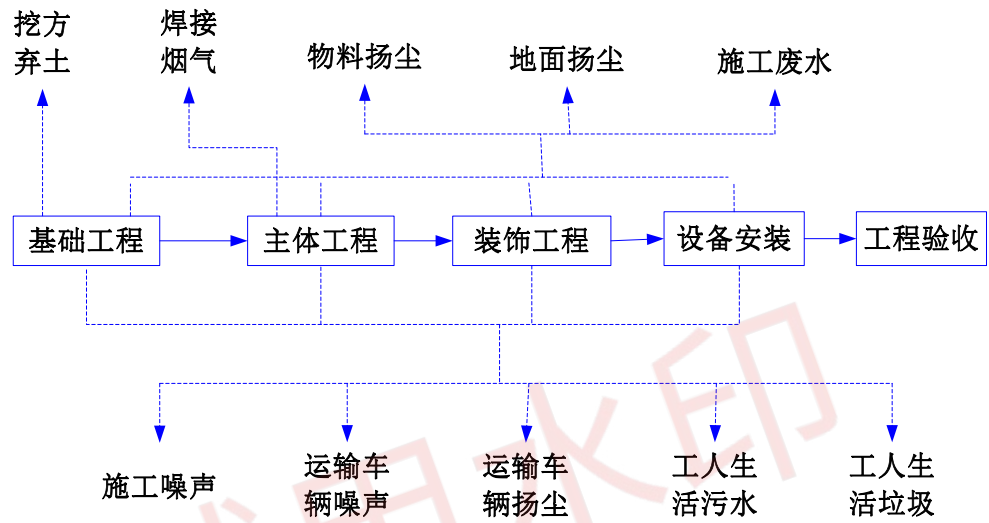 挖方
弃土
焊接
烟气
物料扬尘
地面扬尘
施工废水
基础工程
主体工程
装饰工程
设备安装
工程验收
施工噪声
运输车
辆噪声
运输车
辆扬尘
工人生
活污水
工人生
活垃圾
用水印